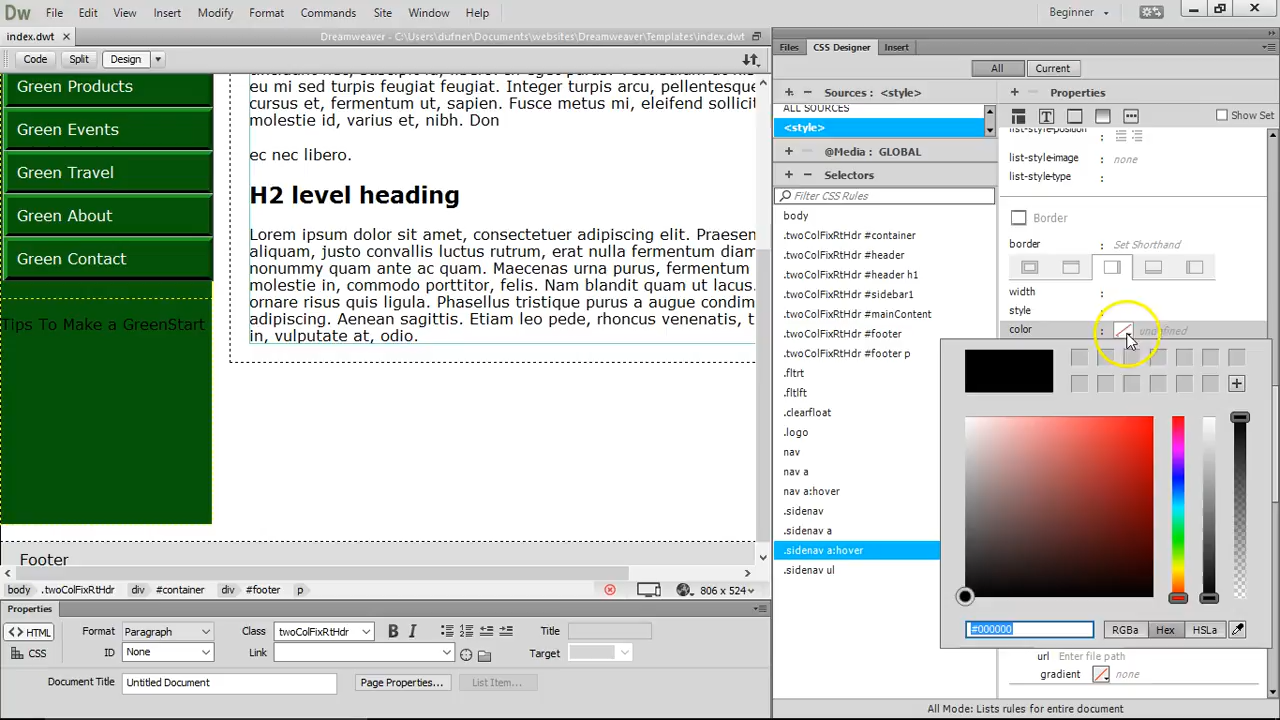 Dw File Edit View Insert Modify Format Commands Site Window Help Beginner
index.dwt Dreamweaver - C:\Users\dufner\Documents\websites\Dreamweaver\Templates\index.dwt
Code Split Design
Green Products
Green Events
Green Travel
Green About
Green Contact
Tips To Make a GreenStart
eu mi sed turpis feugiat feugiat. Integer turpis arcu, pellentesque
cursus et, fermentum ut, sapien. Fusce metus mi, eleifend sollicit
molestie id, varius et, nibh. Don
ec nec libero.
H2 level heading
Lorem ipsum dolor sit amet, consectetuer adipiscing elit. Praesen
aliquam, justo convallis luctus rutrum, erat nulla fermentum diam
nonummy quam ante ac quam. Maecenas urna purus, fermentum
molestie in, commodo porttitor, felis. Nam blandit quam ut lacus.
ornare risus quis ligula. Phasellus tristique purus a augue condim
adipiscing. Aenean sagittis. Etiam leo pede, rhoncus venenatis, t
in, vulputate at, odio.
Footer
body .twoColFixRtHdr div #container div #footer p 806 x 524
Properties
<> HTML Format Paragraph Class twoColFixRtHdr B I Title
CSS ID None Link Target
Document Title Untitled Document Page Properties... List Item...
Files CSS Designer Insert
All Current
+ - Sources: <style>
ALL SOURCES
<style>
+ - @Media: GLOBAL
+ - Selectors
Filter CSS Rules
body
.twoColFixRtHdr #container
.twoColFixRtHdr #header
.twoColFixRtHdr #header h1
.twoColFixRtHdr #sidebar1
.twoColFixRtHdr #mainContent
.twoColFixRtHdr #footer
.twoColFixRtHdr #footer p
.fltrt
.fltlft
.clearfloat
.logo
nav
nav a
nav a:hover
.sidenav
.sidenav a
.sidenav a:hover
.sidenav ul
+ - Properties
T Show Set
list-style-position :
list-style-image : none
list-style-type :
Border
border : Set Shorthand
width :
style :
color : undefined
#000000 RGBa Hex HSLa
url Enter file path
gradient : none
All Mode: Lists rules for entire document